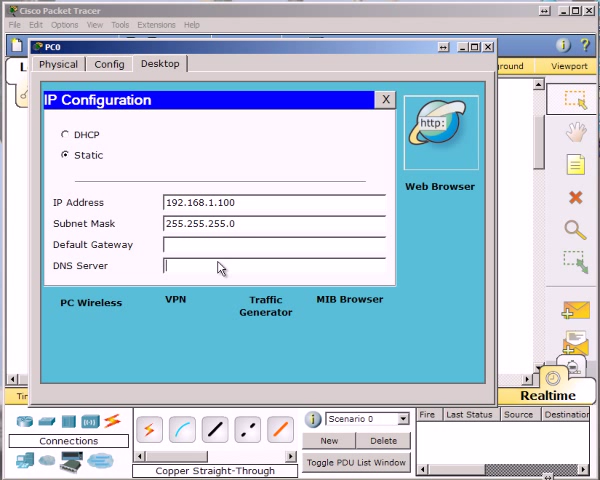 Cisco Packet Tracer
File Edit Options View Tools Extensions Help
PC0
Physical Config Desktop
Viewport
IP Configuration X
http:
DHCP
Static
Web Browser
IP Address 192.168.1.100
Subnet Mask 255.255.255.0
Default Gateway
DNS Server
PC Wireless VPN Traffic Generator MIB Browser
Realtime
Scenario 0
Fire Last Status Source Destination
Connections
New Delete
Toggle PDU List Window
Copper Straight-Through